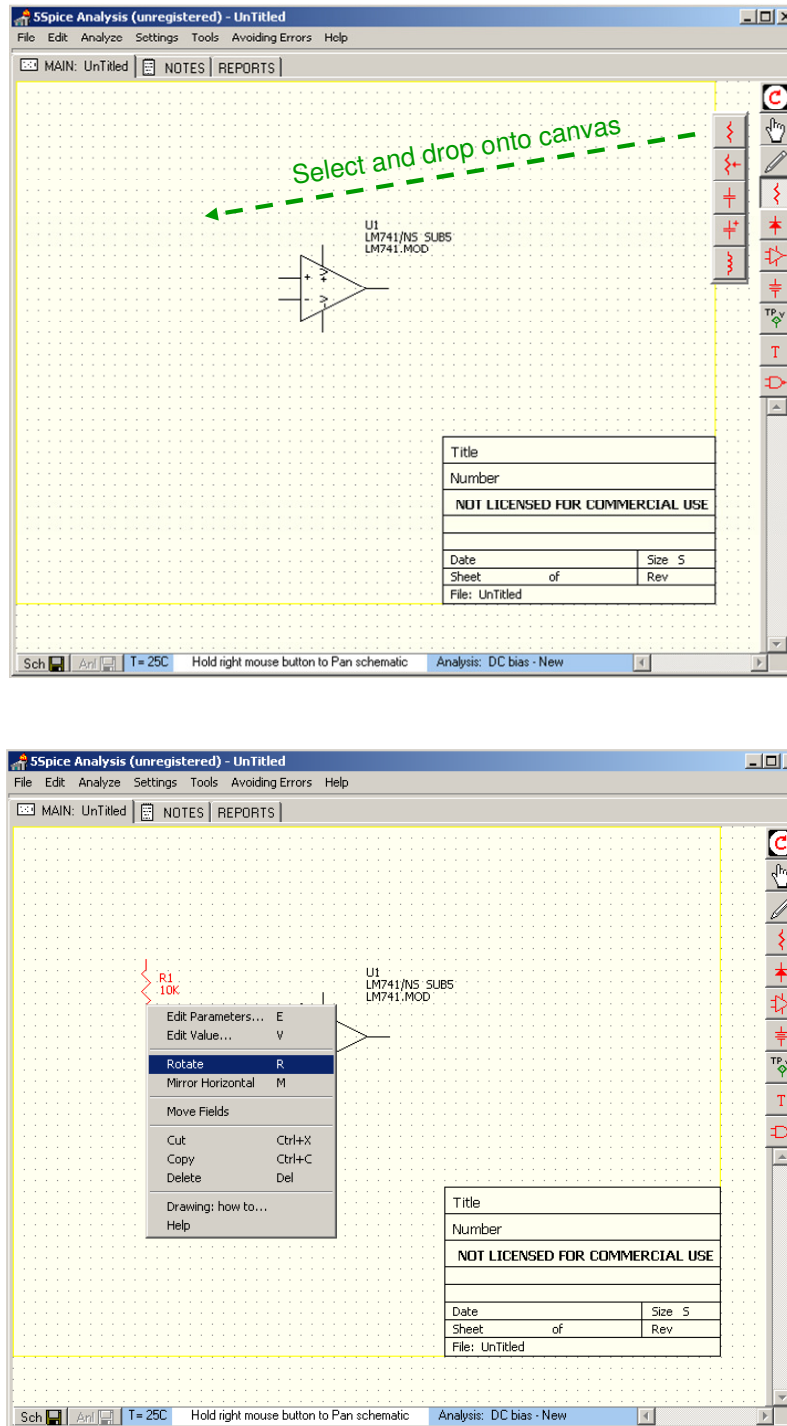 5Spice Analysis (unregistered) - UnTitled
File Edit Analyze Settings Tools Avoiding Errors Help
MAIN: UnTitled NOTES REPORTS
Select and drop onto canvas
U1
LM741/NS SUB5
LM741.MOD
+ V+
- V-
TP V
T
Title
Number
NOT LICENSED FOR COMMERCIAL USE
Date Size S
Sheet of Rev
File: UnTitled
Sch Anl T= 25C Hold right mouse button to Pan schematic Analysis: DC bias - New
5Spice Analysis (unregistered) - UnTitled
File Edit Analyze Settings Tools Avoiding Errors Help
MAIN: UnTitled NOTES REPORTS
R1
10K
U1
LM741/NS SUB5
LM741.MOD
Edit Parameters... E
Edit Value... V
Rotate R
Mirror Horizontal M
Move Fields
Cut Ctrl+X
Copy Ctrl+C
Delete Del
Drawing: how to...
Help
TP V
T
Title
Number
NOT LICENSED FOR COMMERCIAL USE
Date Size S
Sheet of Rev
File: UnTitled
Sch Anl T= 25C Hold right mouse button to Pan schematic Analysis: DC bias - New